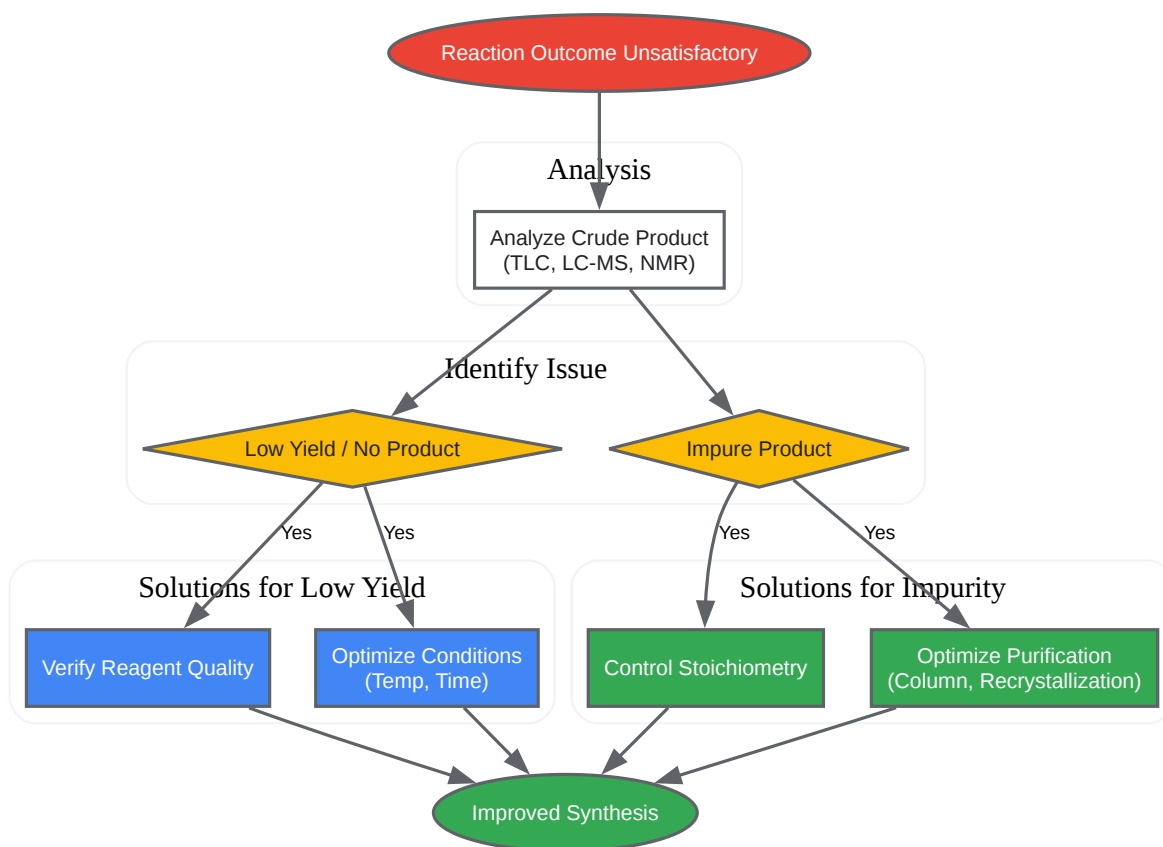 Reaction Outcome Unsatisfactory
Analysis
Analyze Crude Product
(TLC, LC-MS, NMR)
Identify Issue
Low Yield / No Product
Impure Product
Yes
Yes
Yes
Yes
Solutions for Low Yield
Solutions for Impurity
Verify Reagent Quality
Optimize Conditions
(Temp, Time)
Control Stoichiometry
Optimize Purification
(Column, Recrystallization)
Improved Synthesis